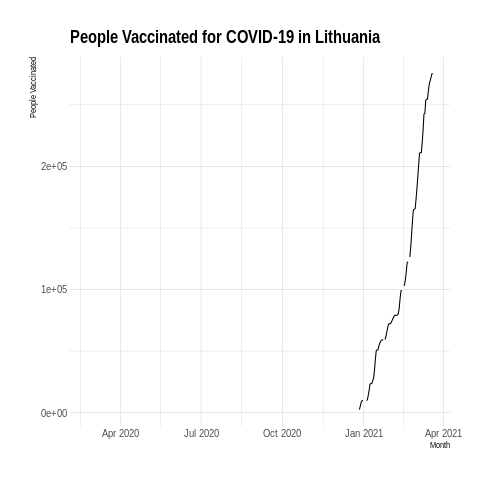 People Vaccinated for COVID-19 in Lithuania
People Vaccinated
2e+05
1e+05
0e+00
Apr 2020 Jul 2020 Oct 2020 Jan 2021 Apr 2021
Month